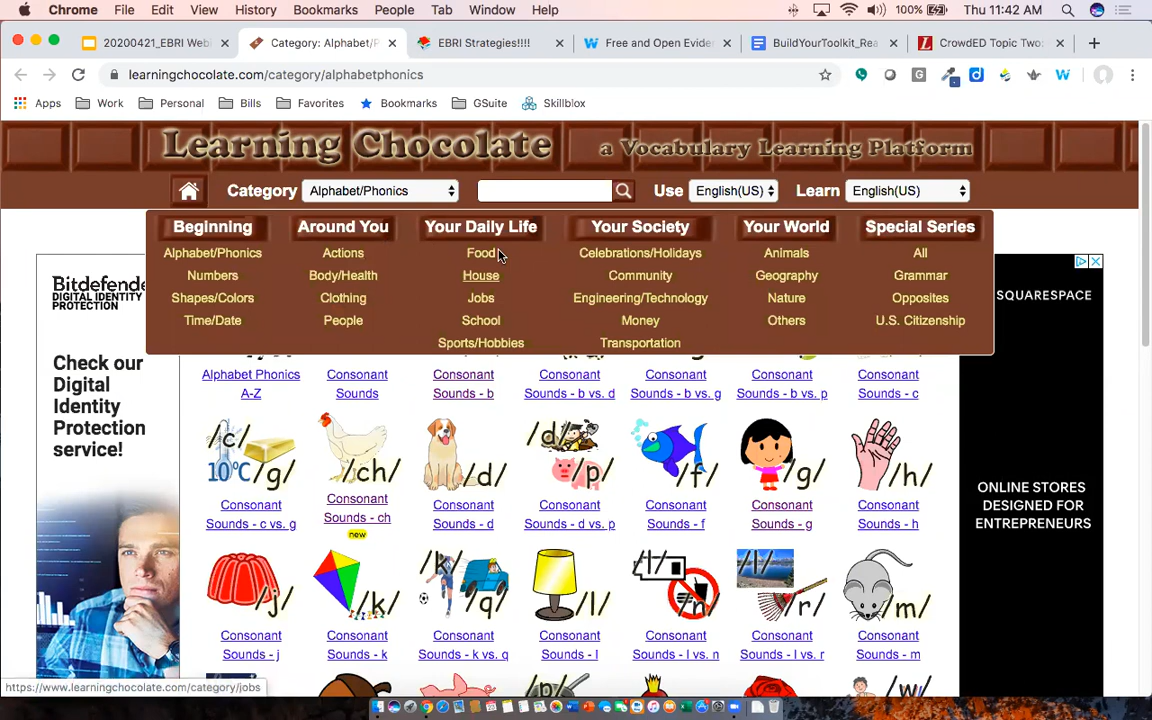 Chrome File Edit View History Bookmarks People Tab Window Help 100% Thu 11:42 AM
20200421_EBRI Webi Category: Alphabet/P EBRI Strategies!!!! Free and Open Evide BuildYourToolkit_Rea CrowdED Topic Two:
learningchocolate.com/category/alphabetphonics
Apps Work Personal Bills Favorites Bookmarks GSuite Skillblox
Learning Chocolate a Vocabulary Learning Platform
Category Alphabet/Phonics Use English(US) Learn English(US)
Beginning Around You Your Daily Life Your Society Your World Special Series
Alphabet/Phonics Actions Food Celebrations/Holidays Animals All
Numbers Body/Health House Community Geography Grammar
Shapes/Colors Clothing Jobs Engineering/Technology Nature Opposites
Time/Date People School Money Others U.S. Citizenship
Sports/Hobbies Transportation
Bitdefender
DIGITAL IDENTITY
PROTECTION
Check our
Digital
Identity
Protection
service!
SQUARESPACE
ONLINE STORES
DESIGNED FOR
ENTREPRENEURS
Alphabet Phonics Consonant Consonant Consonant Consonant Consonant Consonant
A-Z Sounds Sounds - b Sounds - b vs. d Sounds - b vs. g Sounds - b vs. p Sounds - c
/c/ 10°C /g/ /ch/ /d/ /d/ /p/ /f/ /g/ /h/
Consonant Consonant Consonant Consonant Consonant Consonant Consonant
Sounds - c vs. g Sounds - ch Sounds - d Sounds - d vs. p Sounds - f Sounds - g Sounds - h
new
/j/ /k/ /k/ /q/ /l/ /l/ /n/ /l/ /r/ /m/
Consonant Consonant Consonant Consonant Consonant Consonant Consonant
Sounds - j Sounds - k Sounds - k vs. q Sounds - l Sounds - l vs. n Sounds - l vs. r Sounds - m
/p/ /w/
https://www.learningchocolate.com/category/jobs